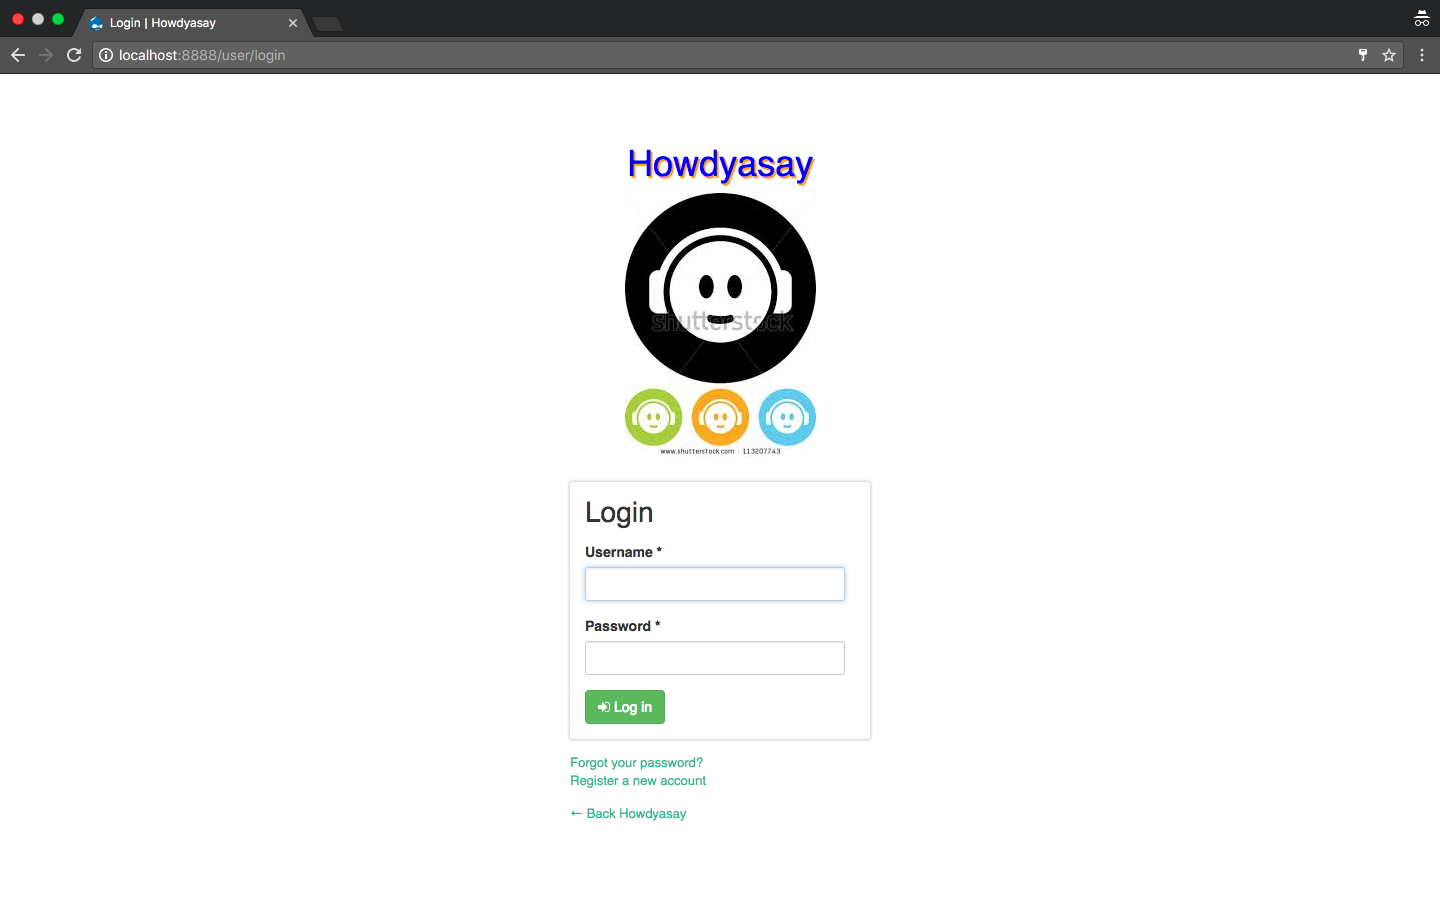 Login | Howdyasay
localhost:8888/user/login
Howdyasay
shutterstock
www.shutterstock.com · 113207743
Login
Username *
Password *
Log in
Forgot your password?
Register a new account
← Back Howdyasay